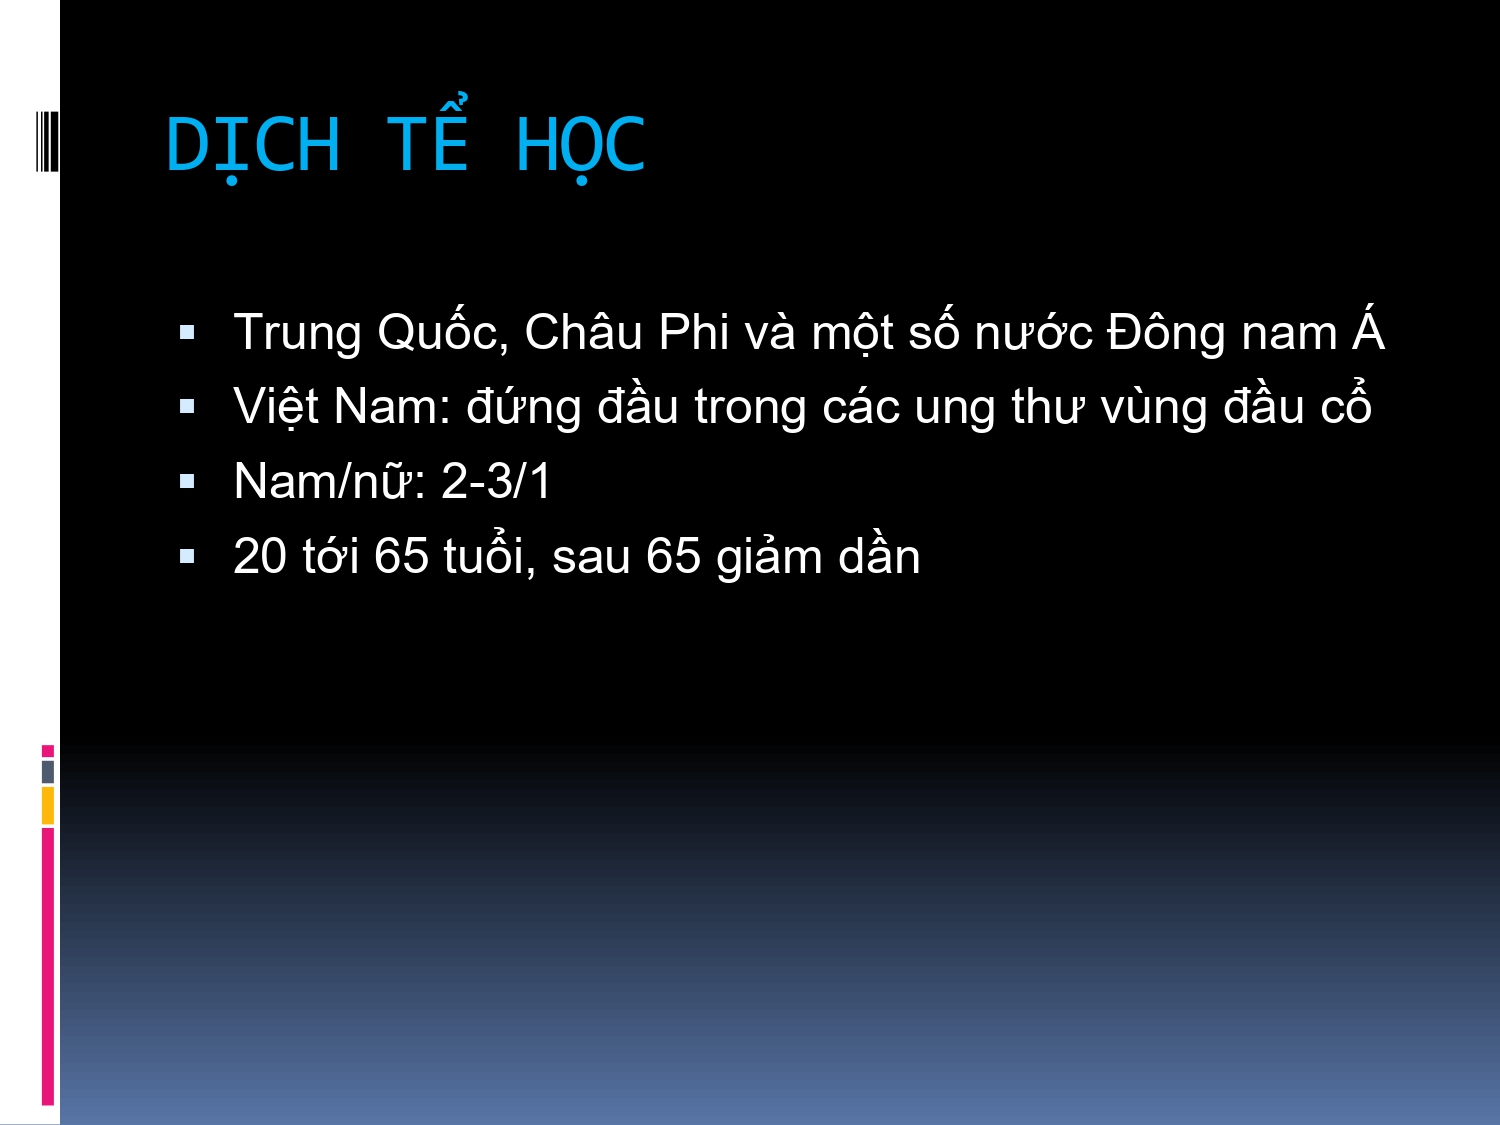 DỊCH TỂ HỌC
Trung Quốc, Châu Phi và một số nước Đông nam Á
Việt Nam: đứng đầu trong các ung thư vùng đầu cổ
Nam/nữ: 2-3/1
20 tới 65 tuổi, sau 65 giảm dần